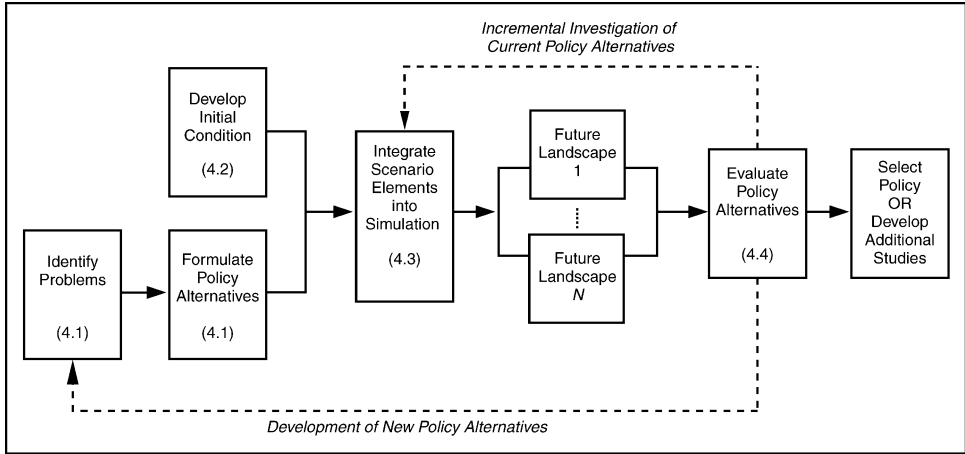 Incremental Investigation of
Current Policy Alternatives
Develop
Initial
Condition
(4.2)
Identify
Problems
(4.1)
Formulate
Policy
Alternatives
(4.1)
Integrate
Scenario
Elements
into
Simulation
(4.3)
Future
Landscape
1
Future
Landscape
N
Evaluate
Policy
Alternatives
(4.4)
Select
Policy
OR
Develop
Additional
Studies
Development of New Policy Alternatives